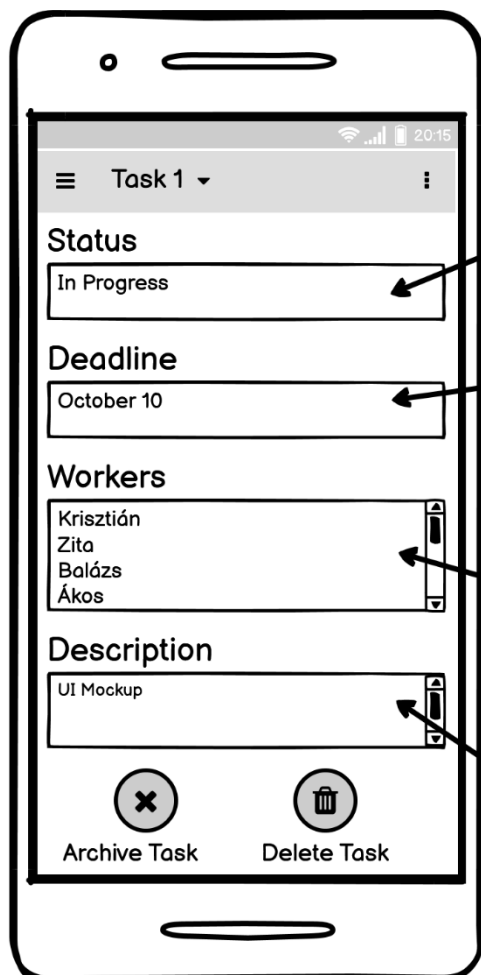 20:15
Task 1
Status
In Progress
Deadline
October 10
Workers
Krisztián
Zita
Balázs
Ákos
Description
UI Mockup
Archive Task
Delete Task